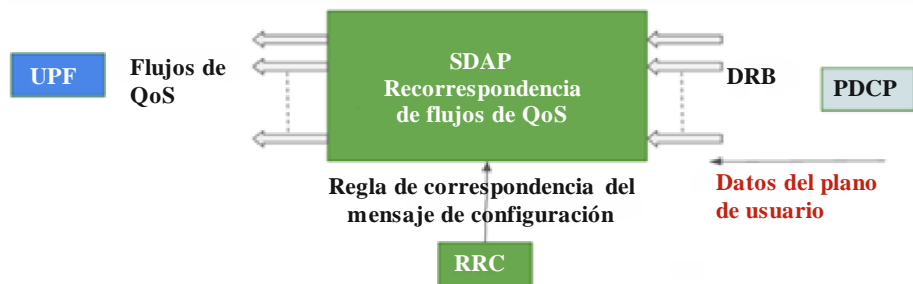 UPF
Flujos de
QoS
SDAP
Recorrespondencia
de flujos de QoS
DRB
PDCP
Regla de correspondencia del
mensaje de configuración
Datos del plano
de usuario
RRC